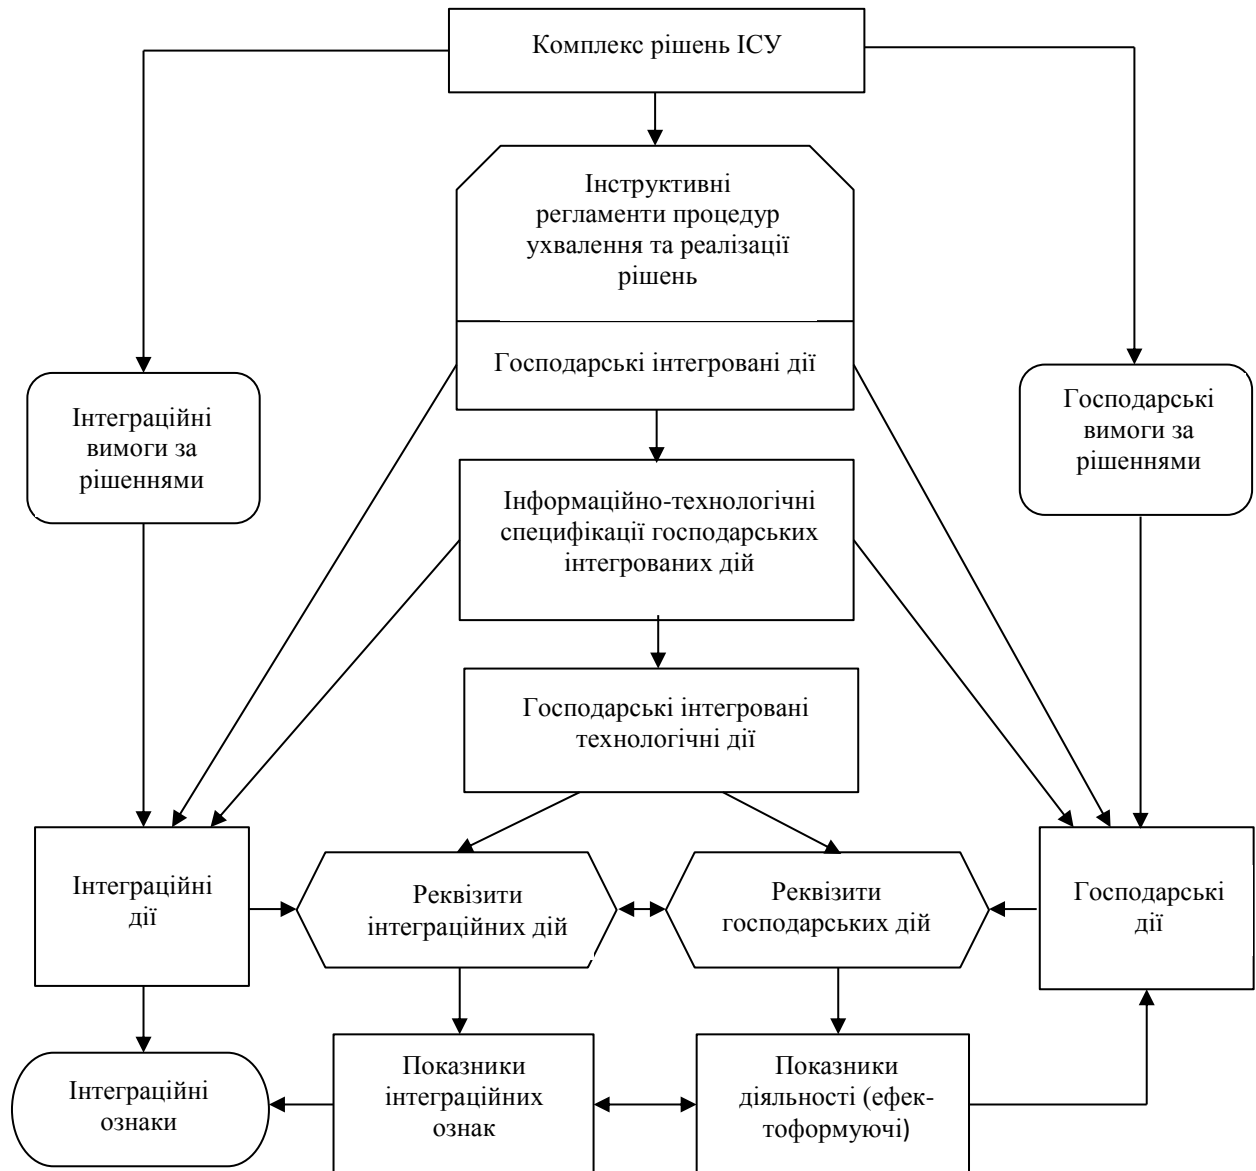 Комплекс рішень ІСУ
Інструктивні
регламенти процедур
ухвалення та реалізації
рішень
Господарські інтегровані дії
Інтеграційні
вимоги за
рішеннями
Господарські
вимоги за
рішеннями
Інформаційно-технологічні
специфікації господарських
інтегрованих дій
Господарські інтегровані
технологічні дії
Інтеграційні
дії
Реквізити
інтеграційних дій
Реквізити
господарських дій
Господарські
дії
Інтеграційні
ознаки
Показники
інтеграційних
ознак
Показники
діяльності (ефек-
тоформуючі)